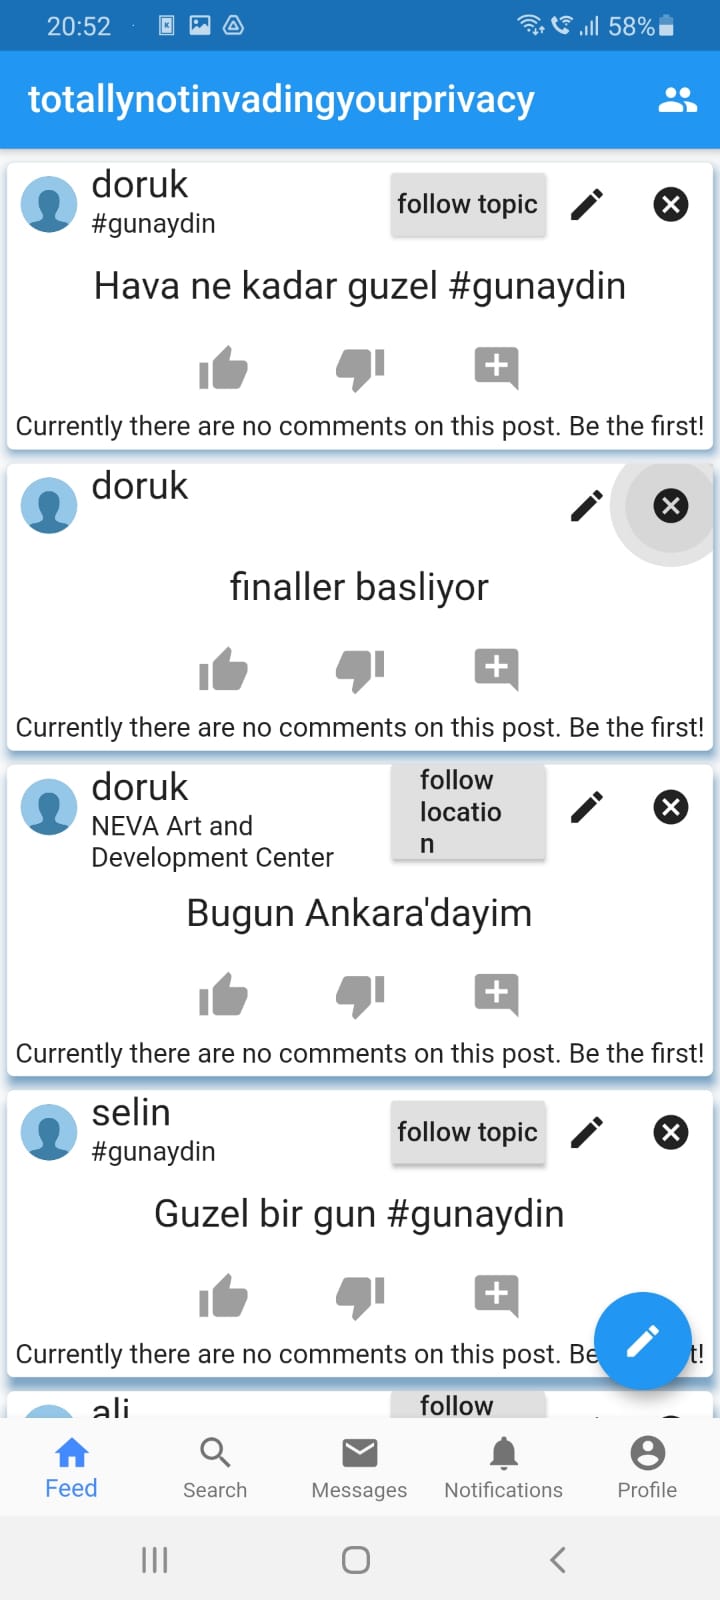 20:52
58%
totallynotinvadingyourprivacy
doruk
#gunaydin
follow topic
Hava ne kadar guzel #gunaydin
Currently there are no comments on this post. Be the first!
doruk
finaller basliyor
Currently there are no comments on this post. Be the first!
doruk
NEVA Art and
Development Center
follow
locatio
n
Bugun Ankara'dayim
Currently there are no comments on this post. Be the first!
selin
#gunaydin
follow topic
Guzel bir gun #gunaydin
Currently there are no comments on this post. Be t!
ali
follow
Feed
Search
Messages
Notifications
Profile